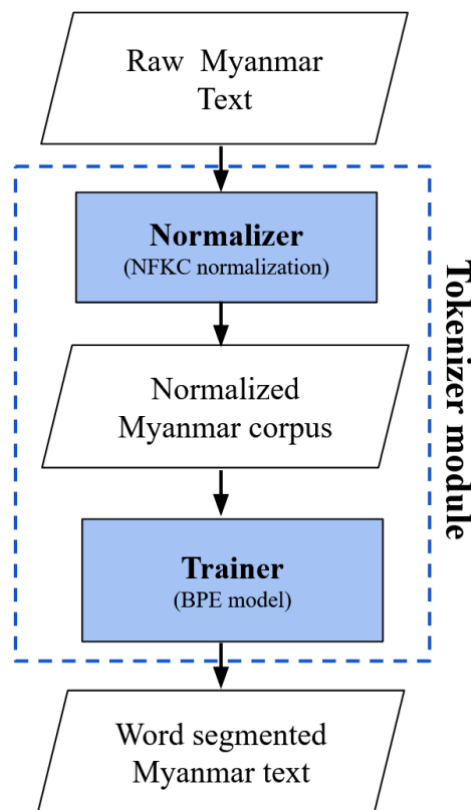 Raw Myanmar
Text
Normalizer
(NFKC normalization)
Normalized
Myanmar corpus
Trainer
(BPE model)
Word segmented
Myanmar text
Tokenizer module